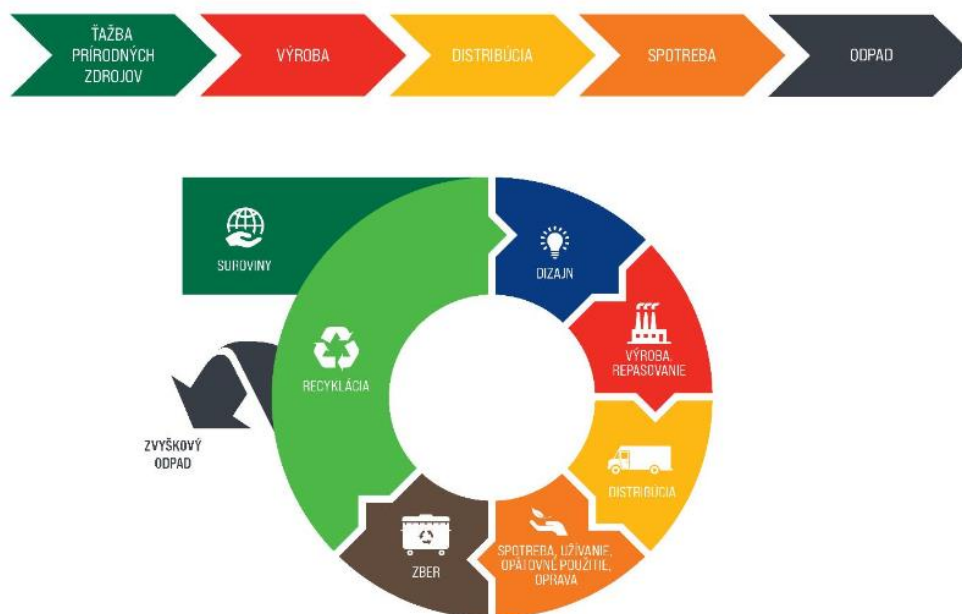 ŤAŽBA
PRÍRODNÝCH
ZDROJOV
VÝROBA
DISTRIBÚCIA
SPOTREBA
ODPAD
SUROVINY
DIZAJN
VÝROBA,
REPASOVANIE
RECYKLÁCIA
ZVYŠKOVÝ
ODPAD
DISTRIBÚCIA
SPOTREBA, UŽÍVANIE,
OPÄTOVNÉ POUŽITIE,
OPRAVA
ZBER